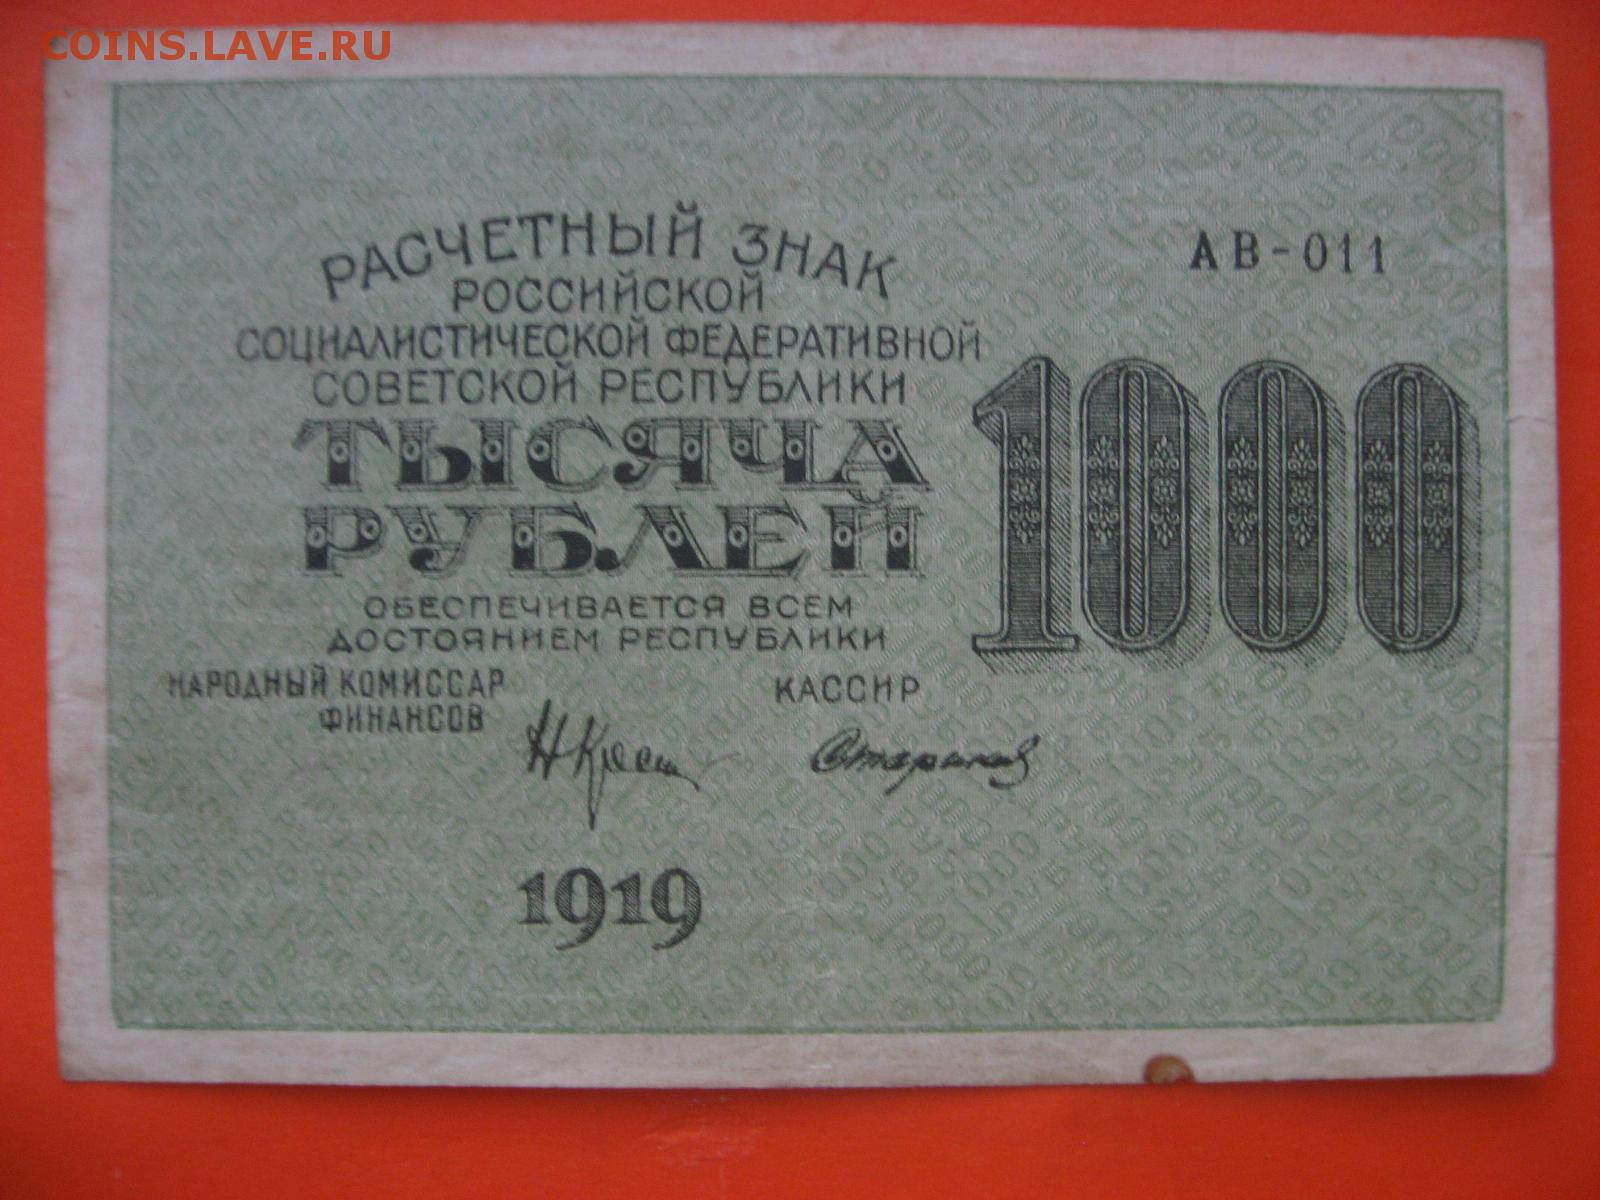 COINS.LAVE.RU
РАСЧЕТНЫЙ ЗНАК
АВ-011
РОССИЙСКОЙ
СОЦИАЛИСТИЧЕСКОЙ ФЕДЕРАТИВНОЙ
СОВЕТСКОЙ РЕСПУБЛИКИ
ТЫСЯЧА
РУБЛЕЙ
1000
ОБЕСПЕЧИВАЕТСЯ ВСЕМ
ДОСТОЯНИЕМ РЕСПУБЛИКИ
НАРОДНЫЙ КОМИССАР
ФИНАНСОВ
КАССИР
1919